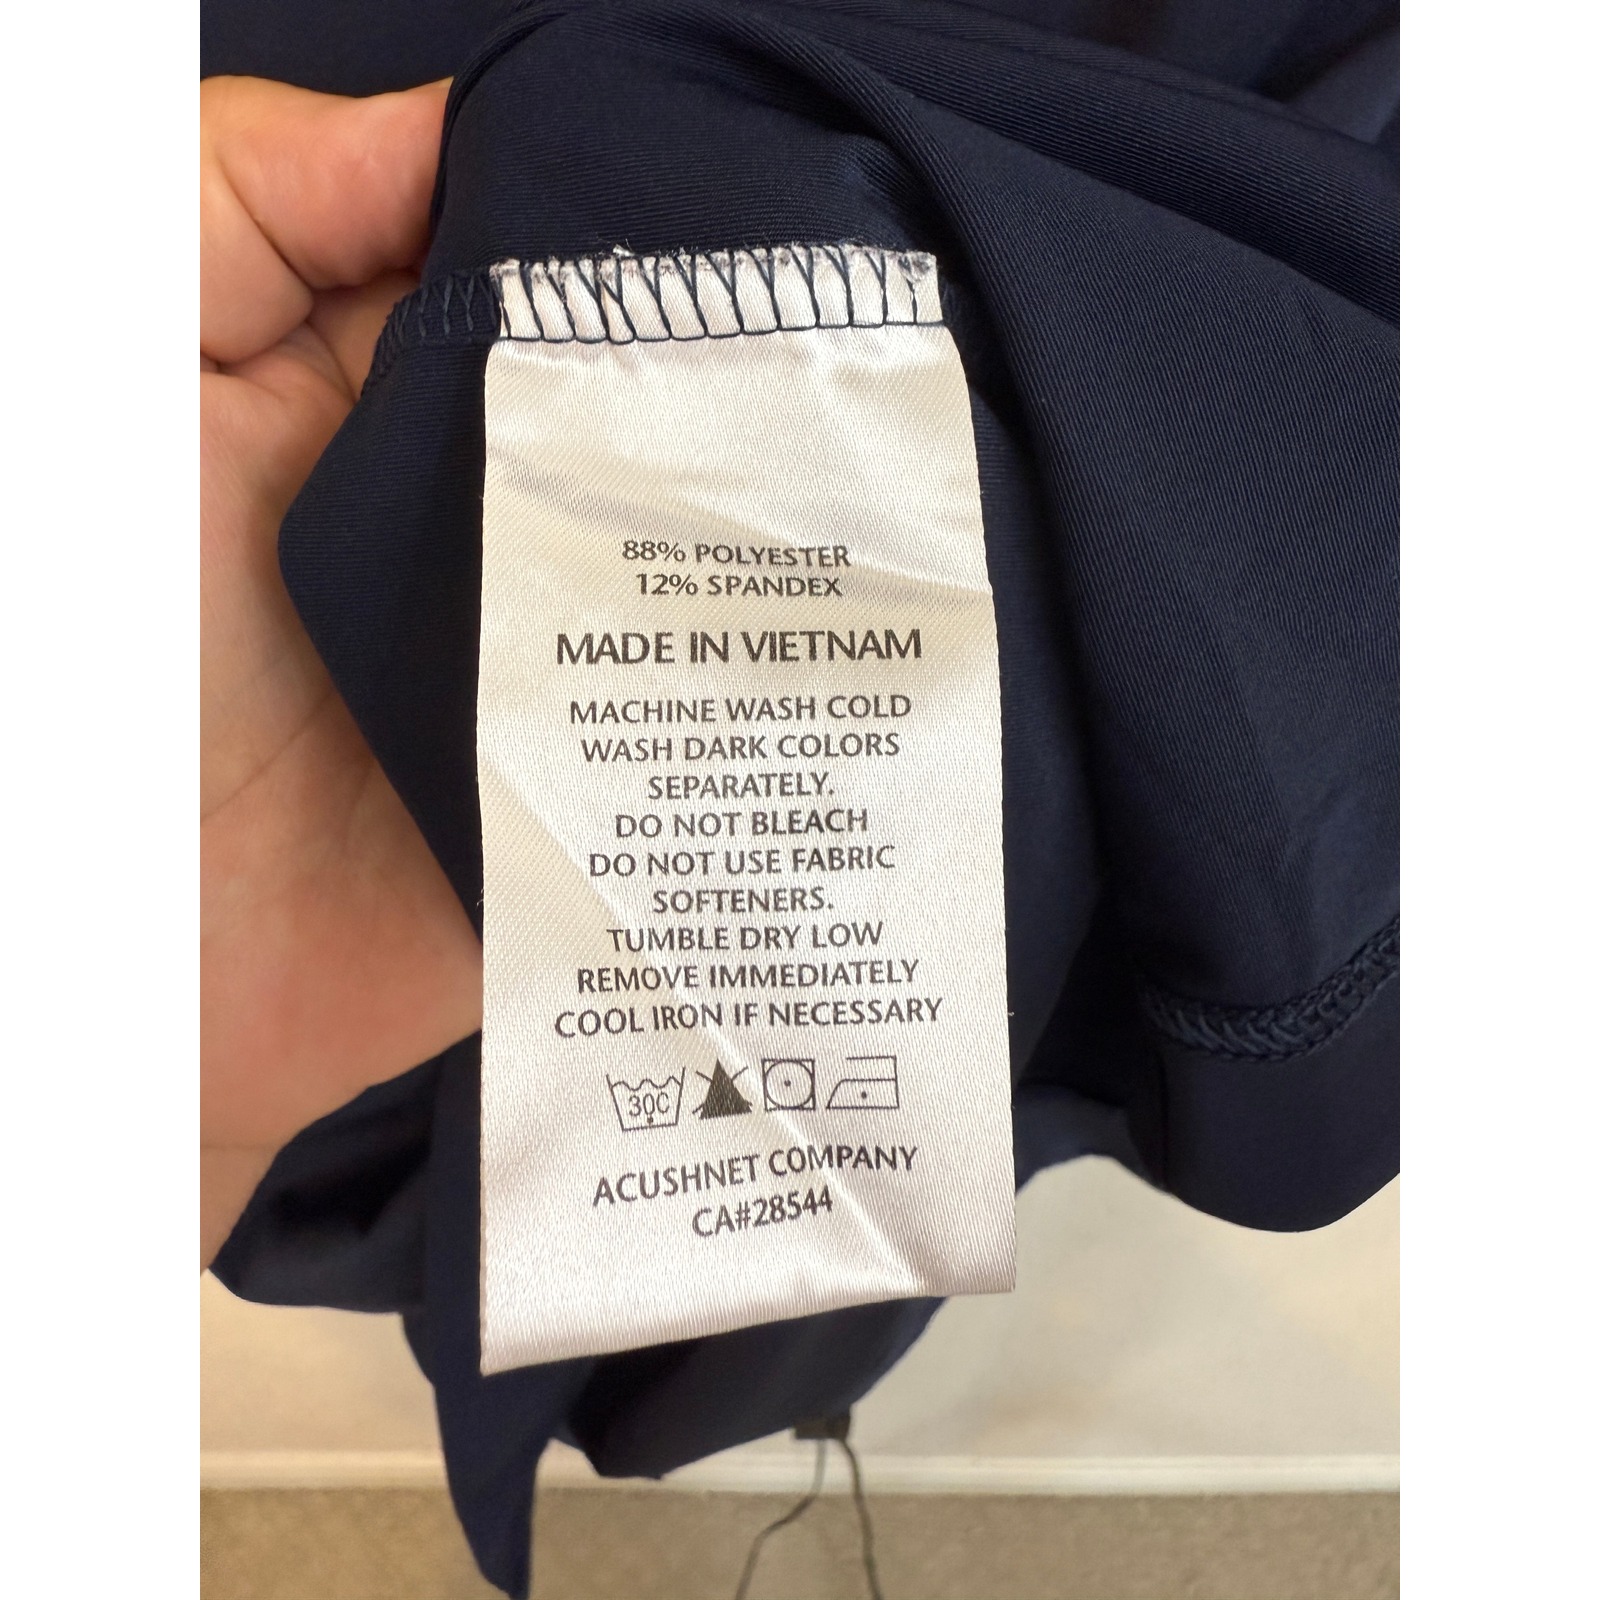 88% POLYESTER
12% SPANDEX
MADE IN VIETNAM
MACHINE WASH COLD
WASH DARK COLORS
SEPARATELY.
DO NOT BLEACH
DO NOT USE FABRIC
SOFTENERS.
TUMBLE DRY LOW
REMOVE IMMEDIATELY
COOL IRON IF NECESSARY
30C
ACUSHNET COMPANY
CA#28544